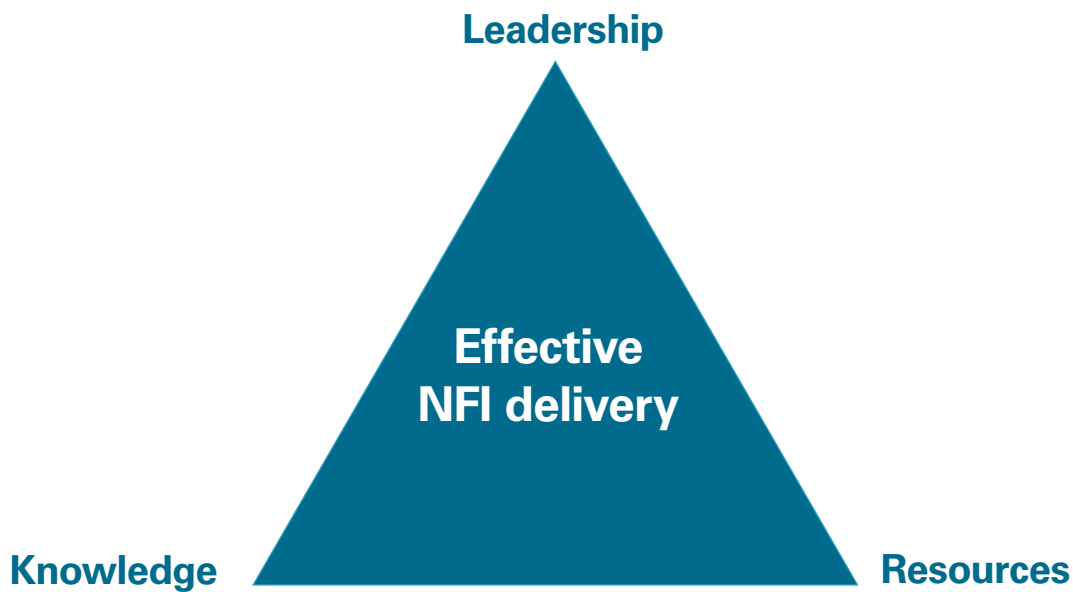 Leadership
Effective
NFI delivery
Knowledge
Resources